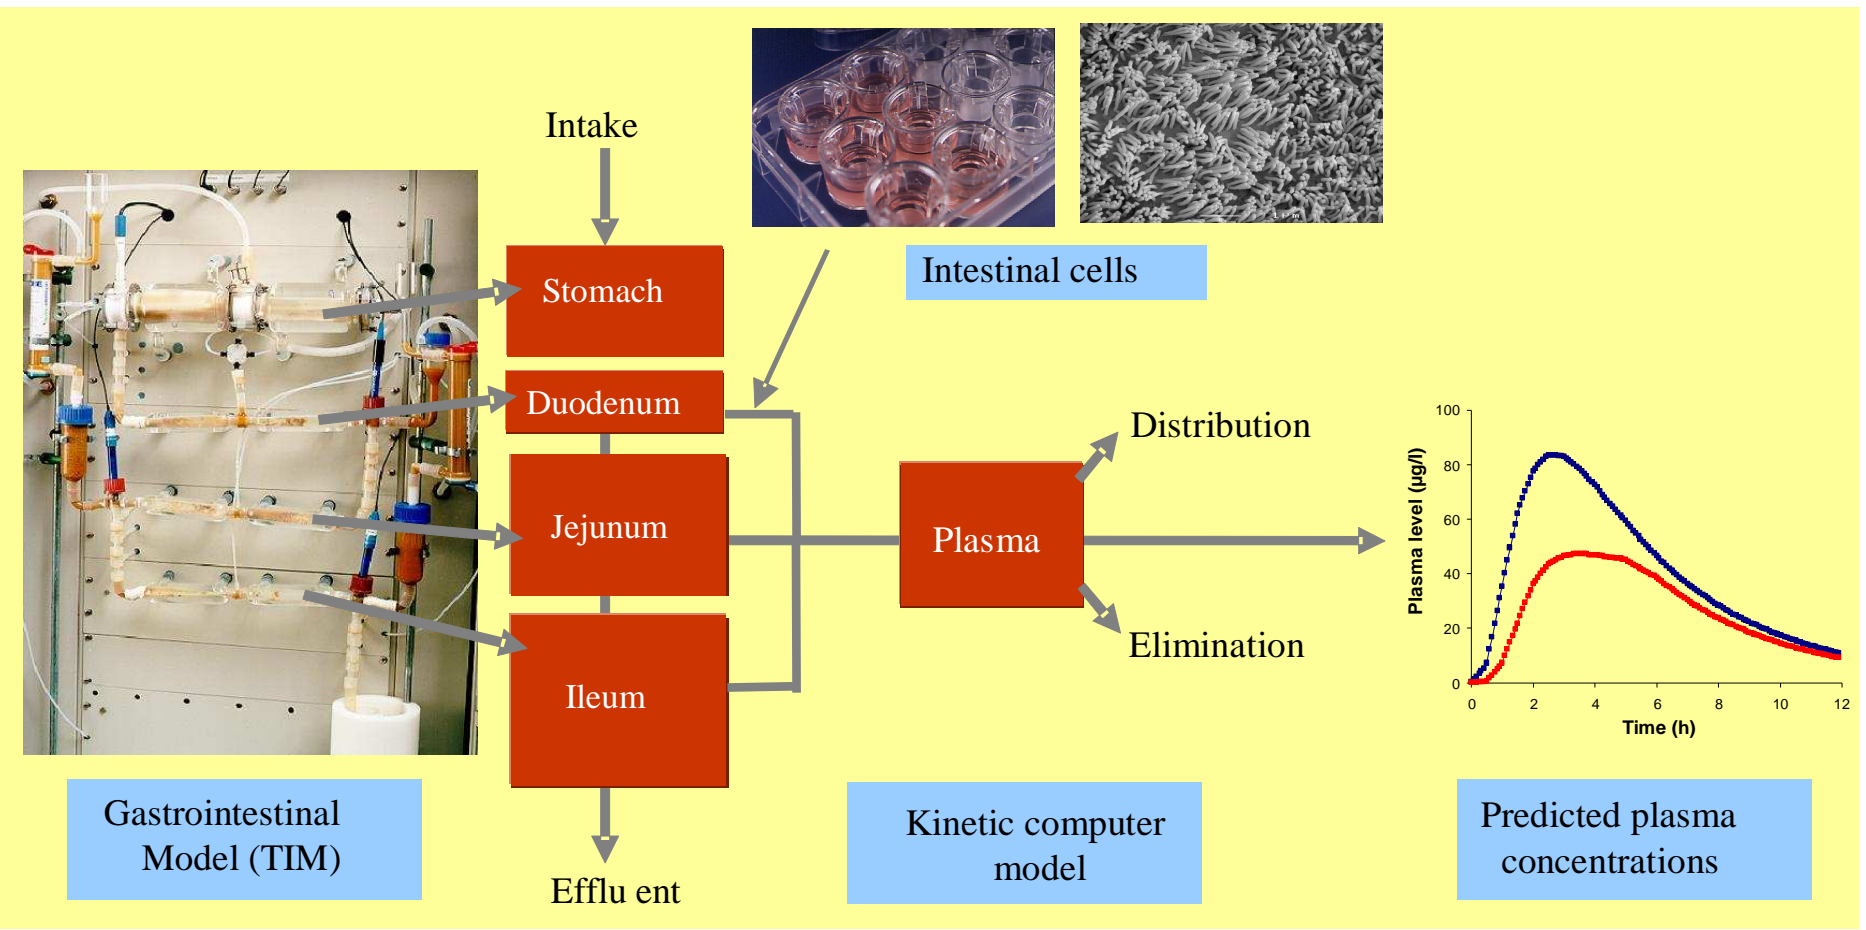 Intake
Stomach
Duodenum
Jejunum
Ileum
Efflu ent
Gastrointestinal
Model (TIM)
Intestinal cells
Plasma
Distribution
Elimination
Kinetic computer
model
Plasma level (µg/l)
100
80
60
40
20
0
0 2 4 6 8 10 12
Time (h)
Predicted plasma
concentrations